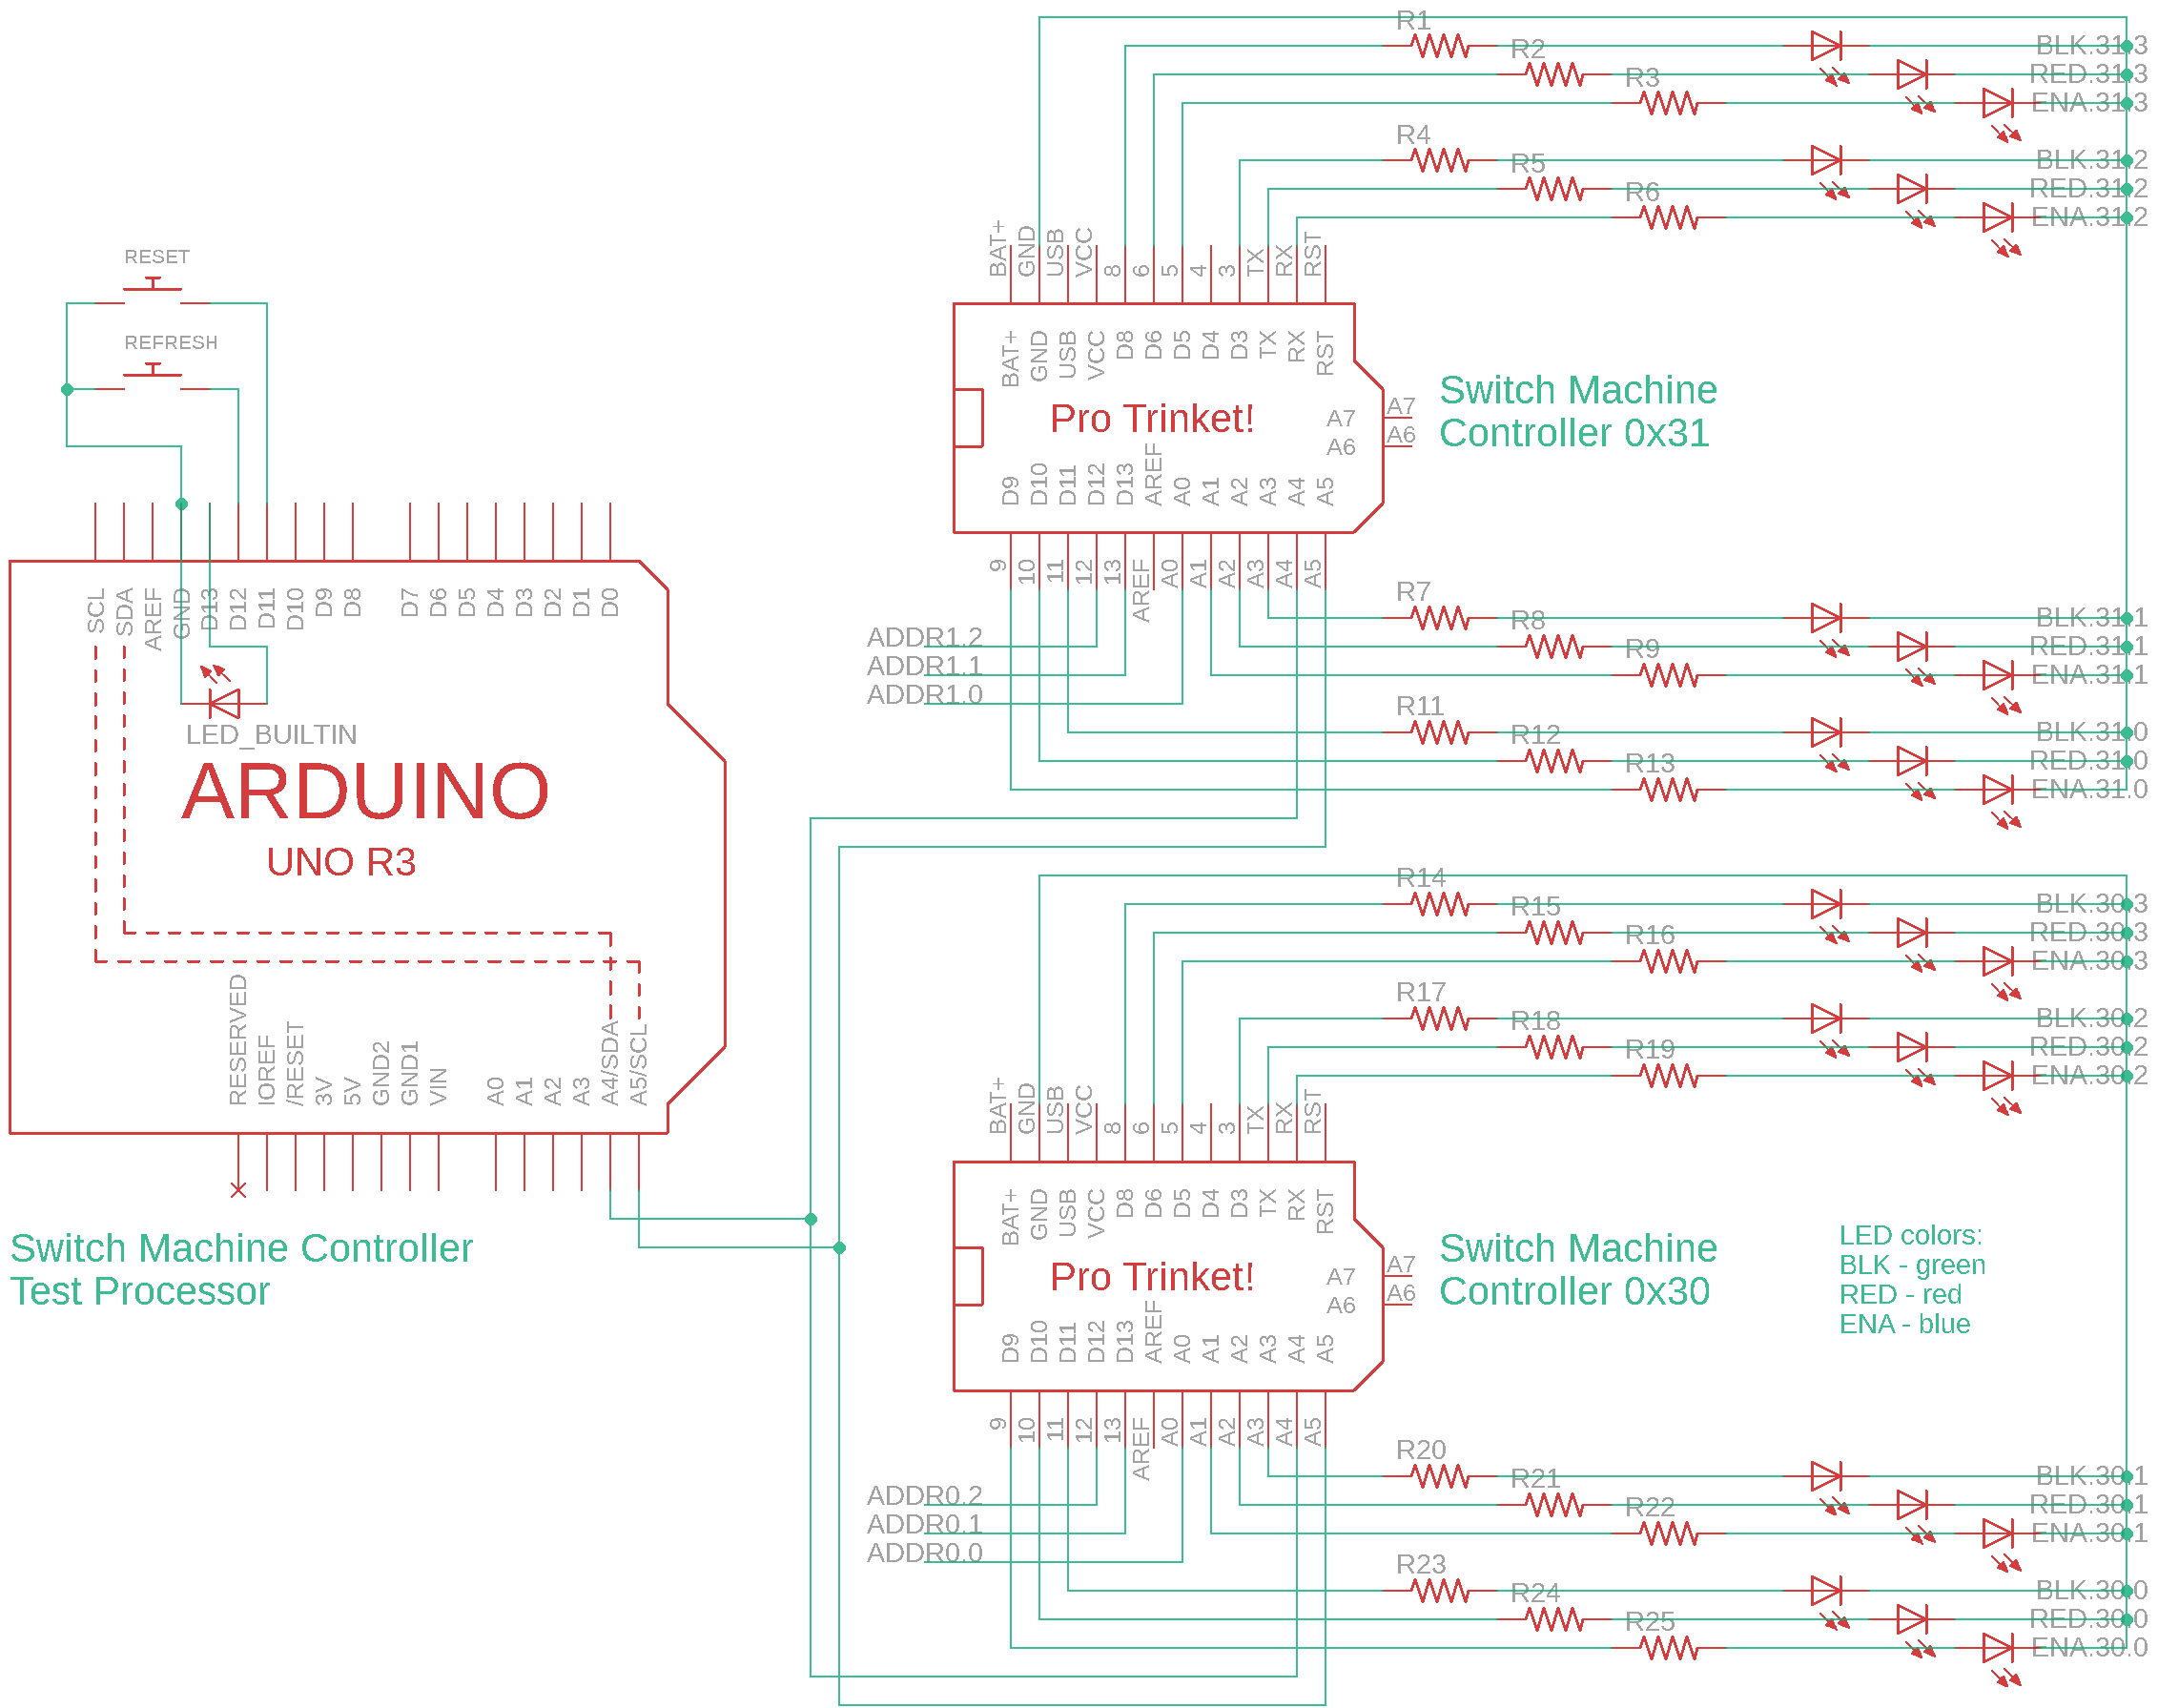 RESET
REFRESH
SCL
SDA
AREF
GND
D13
D12
D11
D10
D9
D8
D7
D6
D5
D4
D3
D2
D1
D0
LED_BUILTIN
ARDUINO
UNO R3
RESERVED
IOREF
/RESET
3V
5V
GND2
GND1
VIN
A0
A1
A2
A3
A4/SDA
A5/SCL
Switch Machine Controller
Test Processor
R1
BLK.31.3
R2
RED.31.3
R3
ENA.31.3
R4
BLK.31.2
R5
RED.31.2
R6
ENA.31.2
BAT+
GND
USB
VCC
8
6
5
4
3
TX
RX
RST
BAT+
GND
USB
VCC
D8
D6
D5
D4
D3
TX
RX
RST
Pro Trinket!
A7
A6
A7
A6
Switch Machine
Controller 0x31
D9
D10
D11
D12
D13
AREF
A0
A1
A2
A3
A4
A5
9
10
11
12
13
AREF
A0
A1
A2
A3
A4
A5
ADDR1.2
ADDR1.1
ADDR1.0
R7
BLK.31.1
R8
RED.31.1
R9
ENA.31.1
R11
BLK.31.0
R12
RED.31.0
R13
ENA.31.0
R14
BLK.30.3
R15
RED.30.3
R16
ENA.30.3
R17
BLK.30.2
R18
RED.30.2
R19
ENA.30.2
BAT+
GND
USB
VCC
8
6
5
4
3
TX
RX
RST
BAT+
GND
USB
VCC
D8
D6
D5
D4
D3
TX
RX
RST
Pro Trinket!
A7
A6
A7
A6
Switch Machine
Controller 0x30
LED colors:
BLK - green
RED - red
ENA - blue
D9
D10
D11
D12
D13
AREF
A0
A1
A2
A3
A4
A5
9
10
11
12
13
AREF
A0
A1
A2
A3
A4
A5
ADDR0.2
ADDR0.1
ADDR0.0
R20
BLK.30.1
R21
RED.30.1
R22
ENA.30.1
R23
BLK.30.0
R24
RED.30.0
R25
ENA.30.0